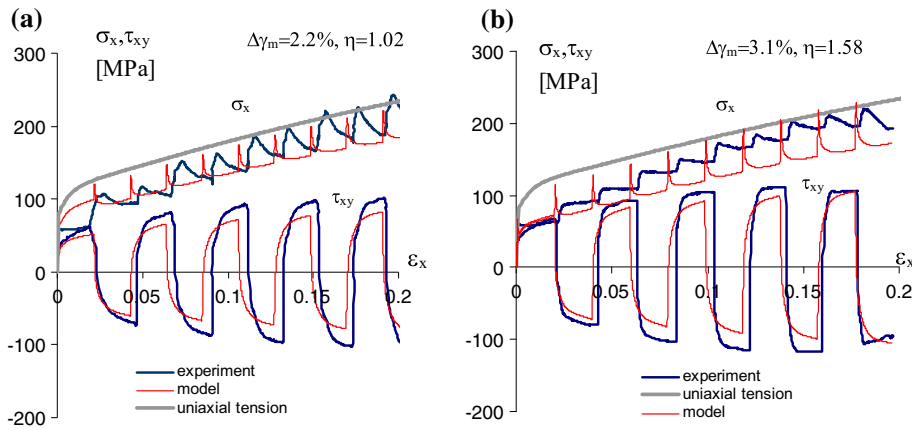 (a)
σx,τxy
[MPa]
Δγm=2.2%, η=1.02
300
200
100
0
-100
-200
0
0.05
0.1
0.15
0.2
σx
τxy
εx
experiment
model
uniaxial tension
(b)
σx,τxy
[MPa]
Δγm=3.1%, η=1.58
300
200
100
0
-100
-200
0
0.05
0.1
0.15
0.2
σx
τxy
εx
experiment
uniaxial tension
model